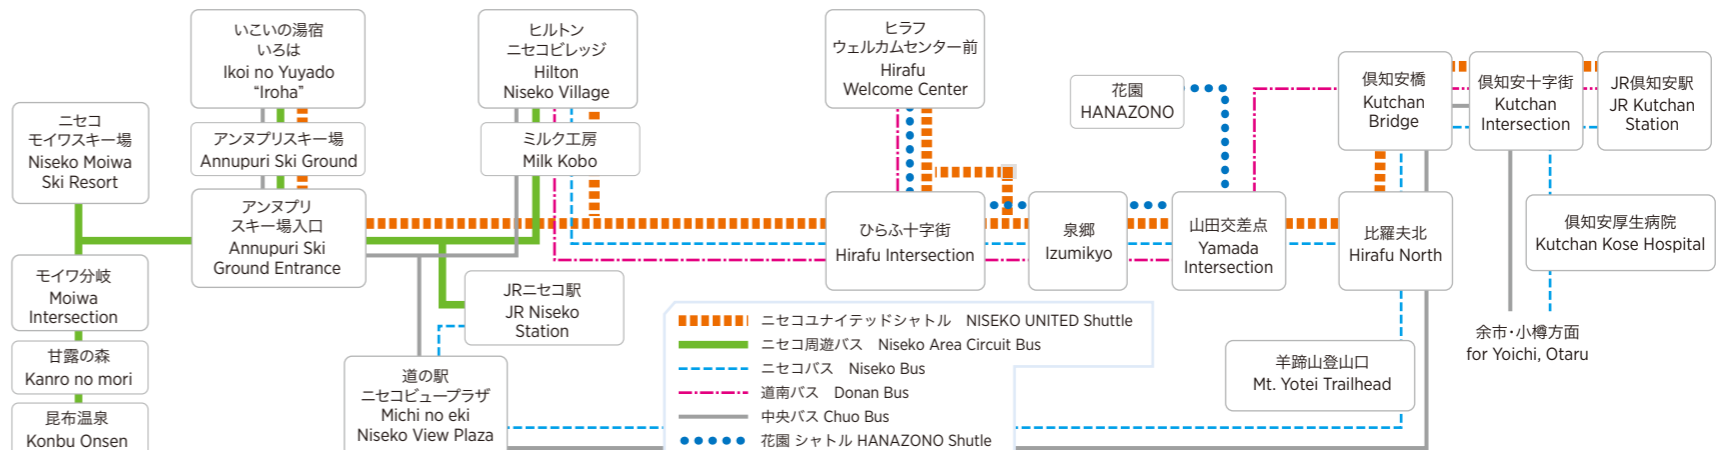 ニセコ
モイワスキー場
Niseko Moiwa
Ski Resort
モイワ分岐
Moiwa
Intersection
甘露の森
Kanro no mori
昆布温泉
Konbu Onsen
いこいの湯宿
いろは
Ikoi no Yuyado
“Iroha”
アンヌプリスキー場
Annupuri Ski Ground
アンヌプリ
スキー場入口
Annupuri Ski
Ground Entrance
ヒルトン
ニセコビレッジ
Hilton
Niseko Village
ミルク工房
Milk Kobo
JRニセコ駅
JR Niseko
Station
道の駅
ニセコビュープラザ
Michi no eki
Niseko View Plaza
ヒラフ
ウェルカムセンター前
Hirafu
Welcome Center
ひらふ十字街
Hirafu Intersection
泉郷
Izumikyo
花園
HANAZONO
山田交差点
Yamada
Intersection
倶知安橋
Kutchan
Bridge
比羅夫北
Hirafu North
倶知安十字街
Kutchan
Intersection
JR倶知安駅
JR Kutchan
Station
倶知安厚生病院
Kutchan Kose Hospital
余市・小樽方面
for Yoichi, Otaru
羊蹄山登山口
Mt. Yotei Trailhead
ニセコユナイテッドシャトル NISEKO UNITED Shuttle
ニセコ周遊バス Niseko Area Circuit Bus
ニセコバス Niseko Bus
道南バス Donan Bus
中央バス Chuo Bus
花園 シャトル HANAZONO Shutle